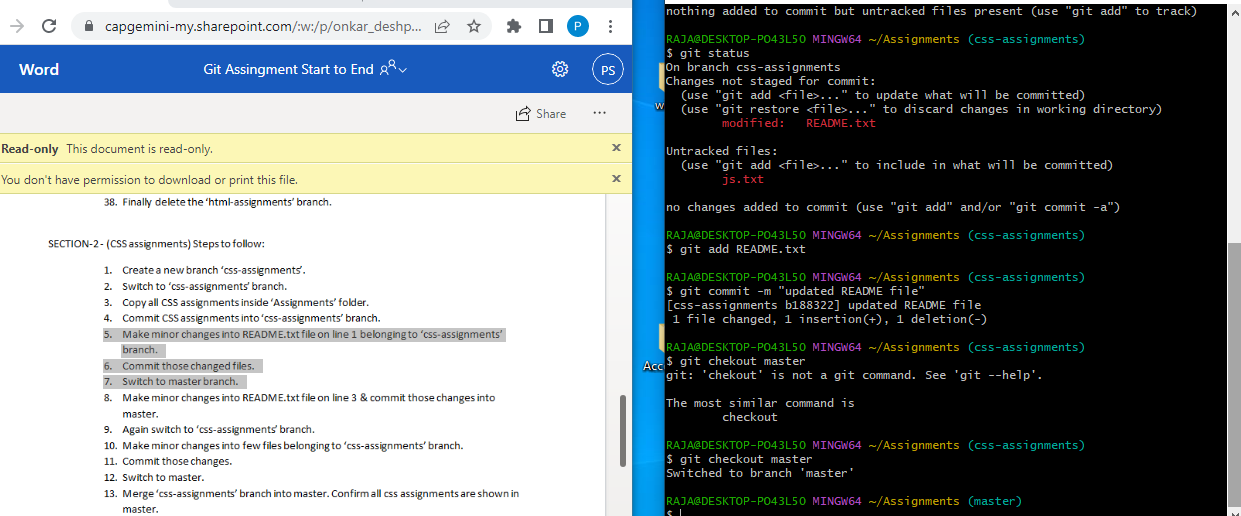 capgemini-my.sharepoint.com/:w:/p/onkar_deshp...
P
Word
Git Assingment Start to End
PS
Share
Read-only This document is read-only.
You don't have permission to download or print this file.
38. Finally delete the 'html-assignments' branch.
SECTION-2 - (CSS assignments) Steps to follow:
1. Create a new branch 'css-assignments'.
2. Switch to 'css-assignments' branch.
3. Copy all CSS assignments inside 'Assignments' folder.
4. Commit CSS assignments into 'css-assignments' branch.
5. Make minor changes into README.txt file on line 1 belonging to 'css-assignments'
branch.
6. Commit those changed files.
7. Switch to master branch.
8. Make minor changes into README.txt file on line 3 & commit those changes into
master.
9. Again switch to 'css-assignments' branch.
10. Make minor changes into few files belonging to 'css-assignments' branch.
11. Commit those changes.
12. Switch to master.
13. Merge 'css-assignments' branch into master. Confirm all css assignments are shown in
master.
w
Acc
nothing added to commit but untracked files present (use "git add" to track)
RAJA@DESKTOP-PO43L5O MINGW64 ~/Assignments (css-assignments)
$ git status
On branch css-assignments
Changes not staged for commit:
(use "git add <file>..." to update what will be committed)
(use "git restore <file>..." to discard changes in working directory)
modified: README.txt
Untracked files:
(use "git add <file>..." to include in what will be committed)
js.txt
no changes added to commit (use "git add" and/or "git commit -a")
RAJA@DESKTOP-PO43L5O MINGW64 ~/Assignments (css-assignments)
$ git add README.txt
RAJA@DESKTOP-PO43L5O MINGW64 ~/Assignments (css-assignments)
$ git commit -m "updated README file"
[css-assignments b188322] updated README file
1 file changed, 1 insertion(+), 1 deletion(-)
RAJA@DESKTOP-PO43L5O MINGW64 ~/Assignments (css-assignments)
$ git chekout master
git: 'chekout' is not a git command. See 'git --help'.
The most similar command is
checkout
RAJA@DESKTOP-PO43L5O MINGW64 ~/Assignments (css-assignments)
$ git checkout master
Switched to branch 'master'
RAJA@DESKTOP-PO43L5O MINGW64 ~/Assignments (master)
$